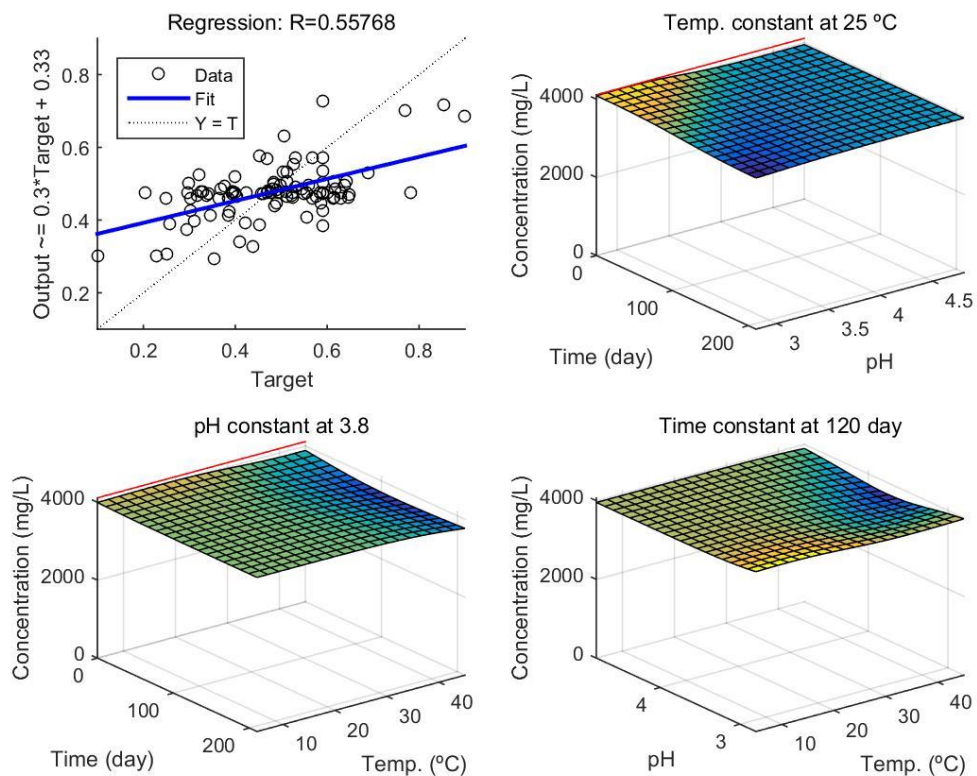 Regression: R=0.55768
Output ~= 0.3*Target + 0.33
0.8
0.6
0.4
0.2
Data
Fit
Y = T
0.2 0.4 0.6 0.8
Target
Temp. constant at 25 ºC
Concentration (mg/L)
4000
2000
0
0
100
200
Time (day)
3
3.5
4
4.5
pH
pH constant at 3.8
Concentration (mg/L)
4000
2000
0
0
100
200
Time (day)
10
20
30
40
Temp. (ºC)
Time constant at 120 day
Concentration (mg/L)
4000
2000
0
4
3
pH
10
20
30
40
Temp. (ºC)